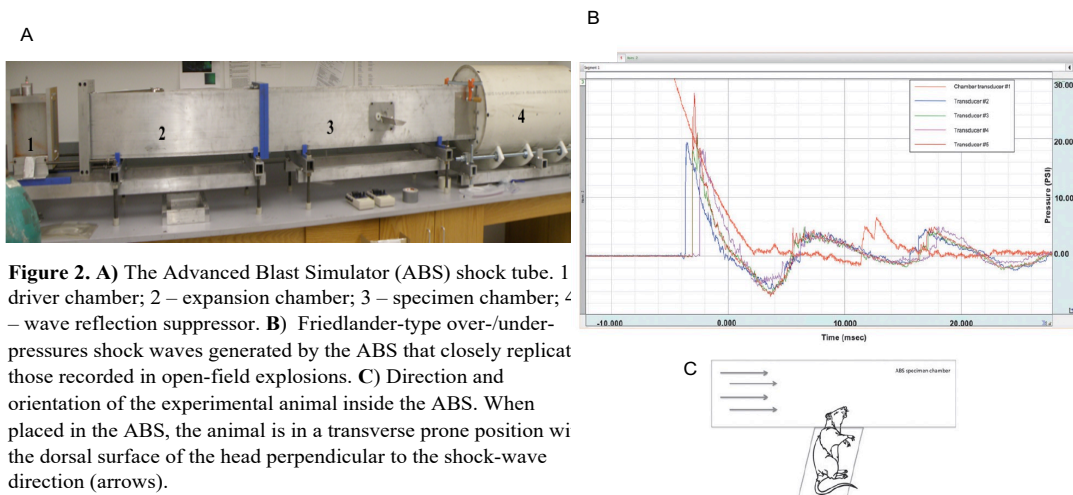 A
B
1
2
3
4
Figure 2. A) The Advanced Blast Simulator (ABS) shock tube. 1
driver chamber; 2 – expansion chamber; 3 – specimen chamber; 4
– wave reflection suppressor. B) Friedlander-type over-/under-
pressures shock waves generated by the ABS that closely replicat
those recorded in open-field explosions. C) Direction and
orientation of the experimental animal inside the ABS. When
placed in the ABS, the animal is in a transverse prone position wi
the dorsal surface of the head perpendicular to the shock-wave
direction (arrows).
Chamber transducer #1
Transducer #2
Transducer #3
Transducer #4
Transducer #5
30.00
20.00
10.00
0.00
Pressure (PSI)
-10.000
0.000
10.000
20.000
Time (msec)
C
ABS specimen chamber